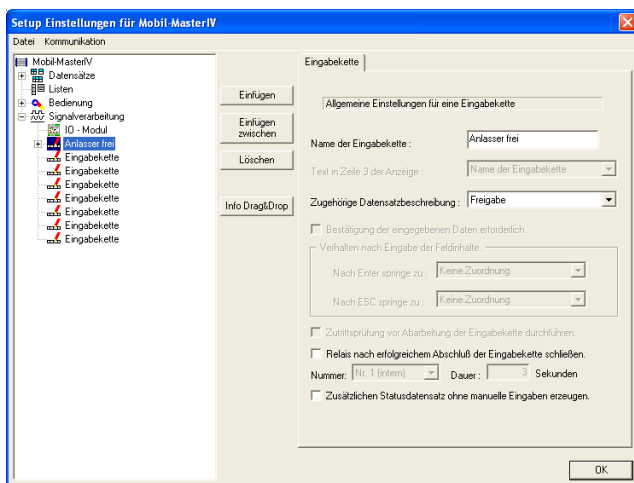 Setup Einstellungen für Mobil-MasterIV
Datei Kommunikation
Mobil-MasterIV
Datensätze
Listen
Bedienung
Signalverarbeitung
IO - Modul
Anlasser frei
Eingabekette
Eingabekette
Eingabekette
Eingabekette
Eingabekette
Eingabekette
Eingabekette
Einfügen
Einfügen
zwischen
Löschen
Info Drag&Drop
Eingabekette
Allgemeine Einstellungen für eine Eingabekette
Name der Eingabekette : Anlasser frei
Text in Zeile 3 der Anzeige : Name der Eingabekette
Zugehörige Datensatzbeschreibung : Freigabe
Bestätigung der eingegebenen Daten erforderlich.
Verhalten nach Eingabe der Feldinhalte.
Nach Enter springe zu : Keine Zuordnung
Nach ESC springe zu : Keine Zuordnung
Zutrittsprüfung vor Abarbeitung der Eingabekette durchführen.
Relais nach erfolgreichem Abschluß der Eingabekette schließen.
Nummer: Nr. 1 (intern) Dauer : 3 Sekunden
Zusätzlichen Statusdatensatz ohne manuelle Eingaben erzeugen.
OK